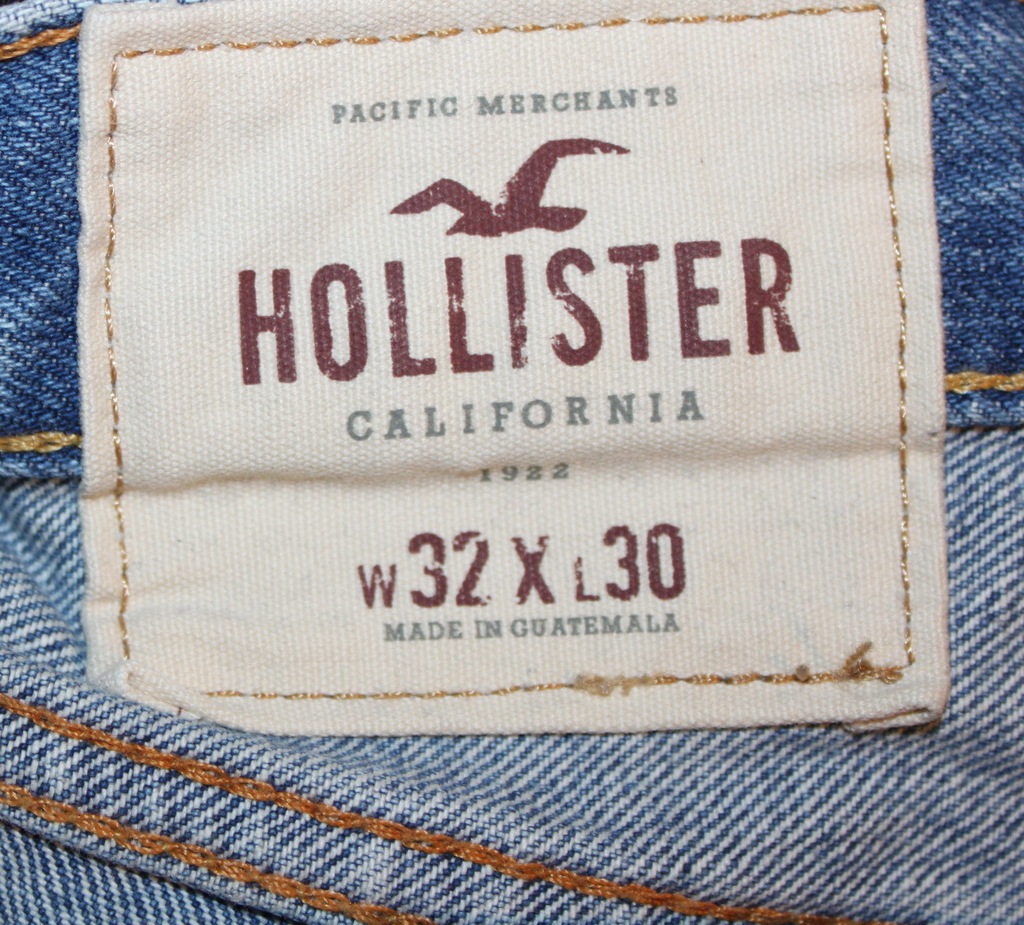 PACIFIC MERCHANTS
HOLLISTER
CALIFORNIA
1922
W32 X L30
MADE IN GUATEMALA